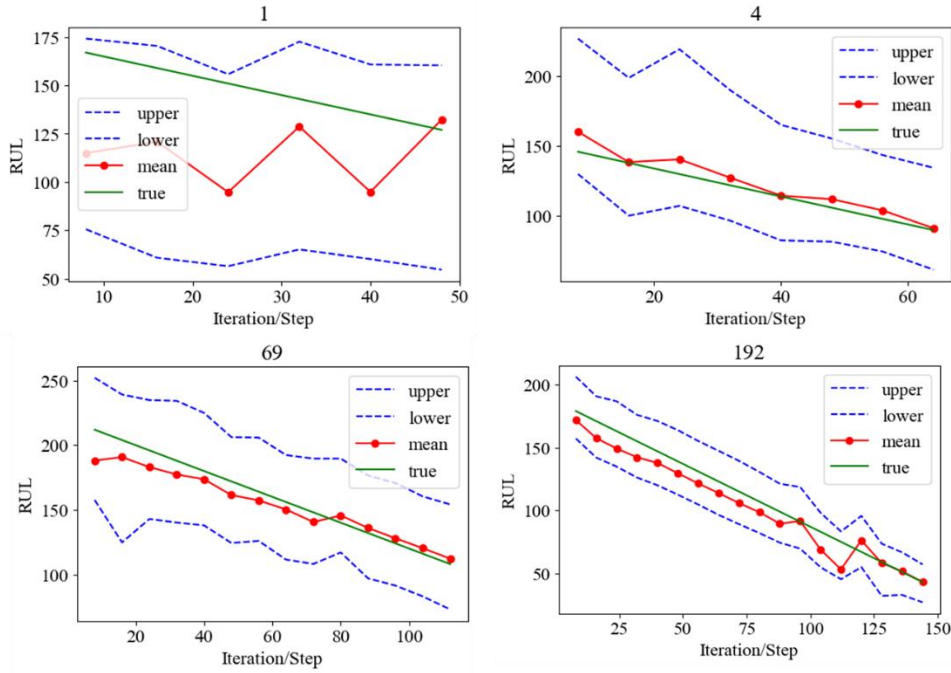 1
175
150
125
100
75
50
RUL
upper
lower
mean
true
10
20
30
40
50
Iteration/Step
4
200
150
100
RUL
upper
lower
mean
true
20
40
60
Iteration/Step
69
250
200
150
100
RUL
upper
lower
mean
true
20
40
60
80
100
Iteration/Step
192
200
150
100
50
RUL
upper
lower
mean
true
25
50
75
100
125
150
Iteration/Step